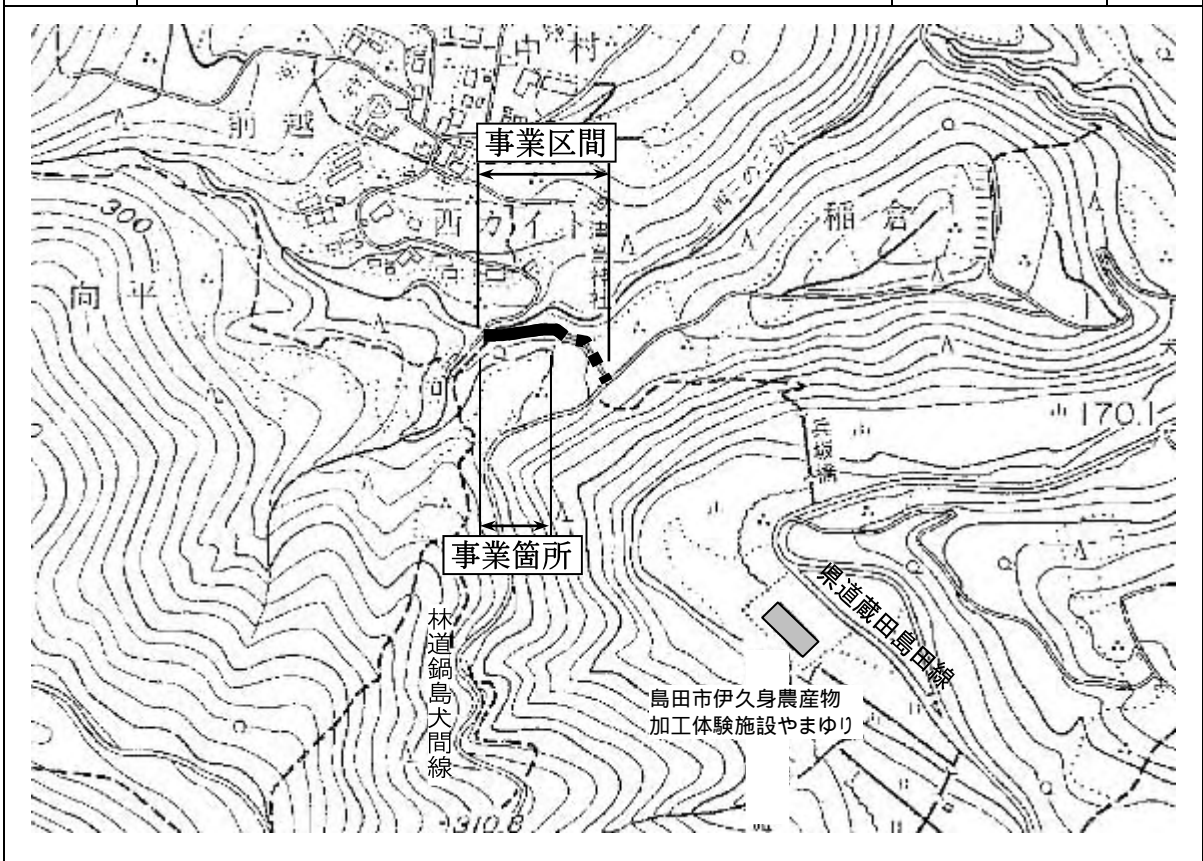 中村
前越
事業区間
300
西カイト
稲倉
向平
170.1
兵坂橋
事業箇所
県道蔵田島田線
林道鍋島犬間線
島田市伊久身農産物
加工体験施設やまゆり
310.8